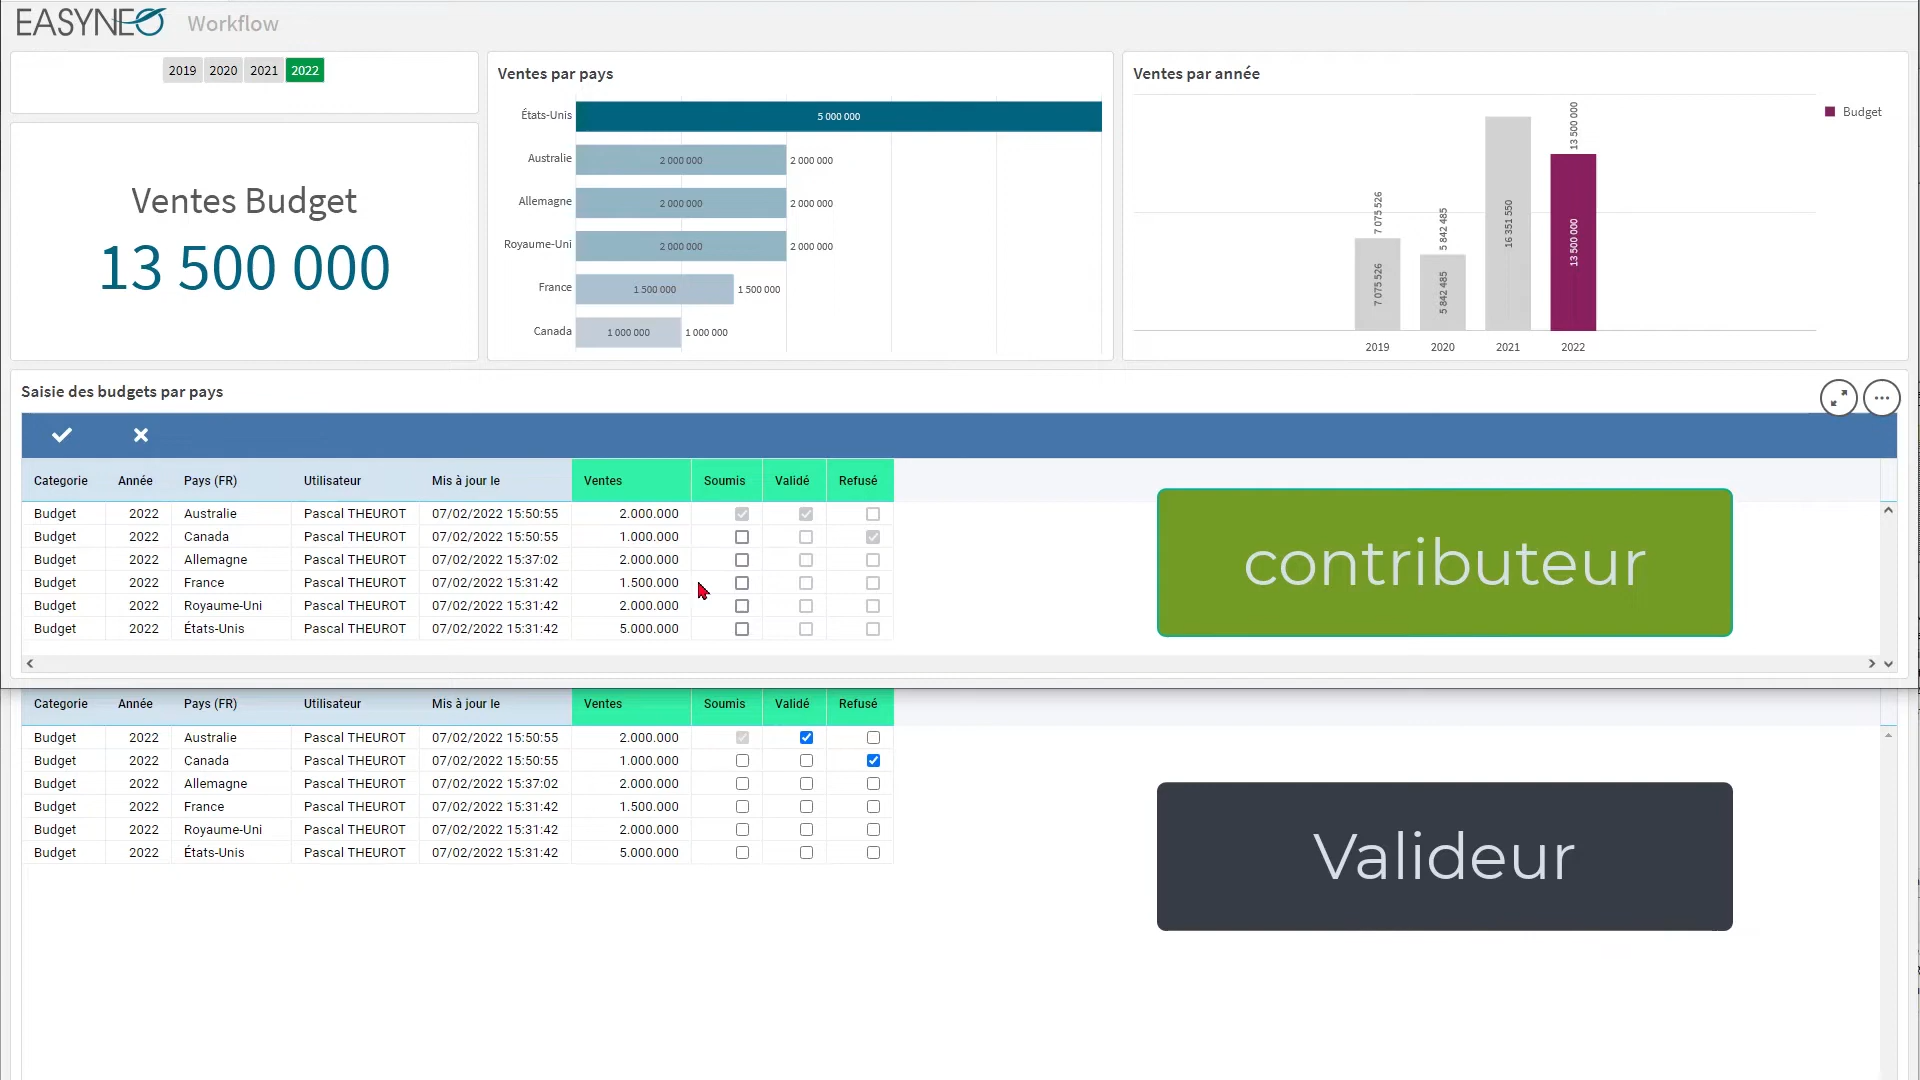 EASYNEO Workflow
2019 2020 2021 2022
Ventes Budget
13 500 000
Ventes par pays
États-Unis 5 000 000
Australie 2 000 000 2 000 000
Allemagne 2 000 000 2 000 000
Royaume-Uni 2 000 000 2 000 000
France 1 500 000 1 500 000
Canada 1 000 000 1 000 000
Ventes par année
Budget
7 075 526 5 842 485 13 500 000
7 075 526 5 842 485 16 351 550 13 500 000
2019 2020 2021 2022
Saisie des budgets par pays
Categorie Année Pays (FR) Utilisateur Mis à jour le Ventes Soumis Validé Refusé
Budget 2022 Australie Pascal THEUROT 07/02/2022 15:50:55 2.000.000
Budget 2022 Canada Pascal THEUROT 07/02/2022 15:50:55 1.000.000
Budget 2022 Allemagne Pascal THEUROT 07/02/2022 15:37:02 2.000.000
Budget 2022 France Pascal THEUROT 07/02/2022 15:31:42 1.500.000
Budget 2022 Royaume-Uni Pascal THEUROT 07/02/2022 15:31:42 2.000.000
Budget 2022 États-Unis Pascal THEUROT 07/02/2022 15:31:42 5.000.000
contributeur
Categorie Année Pays (FR) Utilisateur Mis à jour le Ventes Soumis Validé Refusé
Budget 2022 Australie Pascal THEUROT 07/02/2022 15:50:55 2.000.000
Budget 2022 Canada Pascal THEUROT 07/02/2022 15:50:55 1.000.000
Budget 2022 Allemagne Pascal THEUROT 07/02/2022 15:37:02 2.000.000
Budget 2022 France Pascal THEUROT 07/02/2022 15:31:42 1.500.000
Budget 2022 Royaume-Uni Pascal THEUROT 07/02/2022 15:31:42 2.000.000
Budget 2022 États-Unis Pascal THEUROT 07/02/2022 15:31:42 5.000.000
Valideur